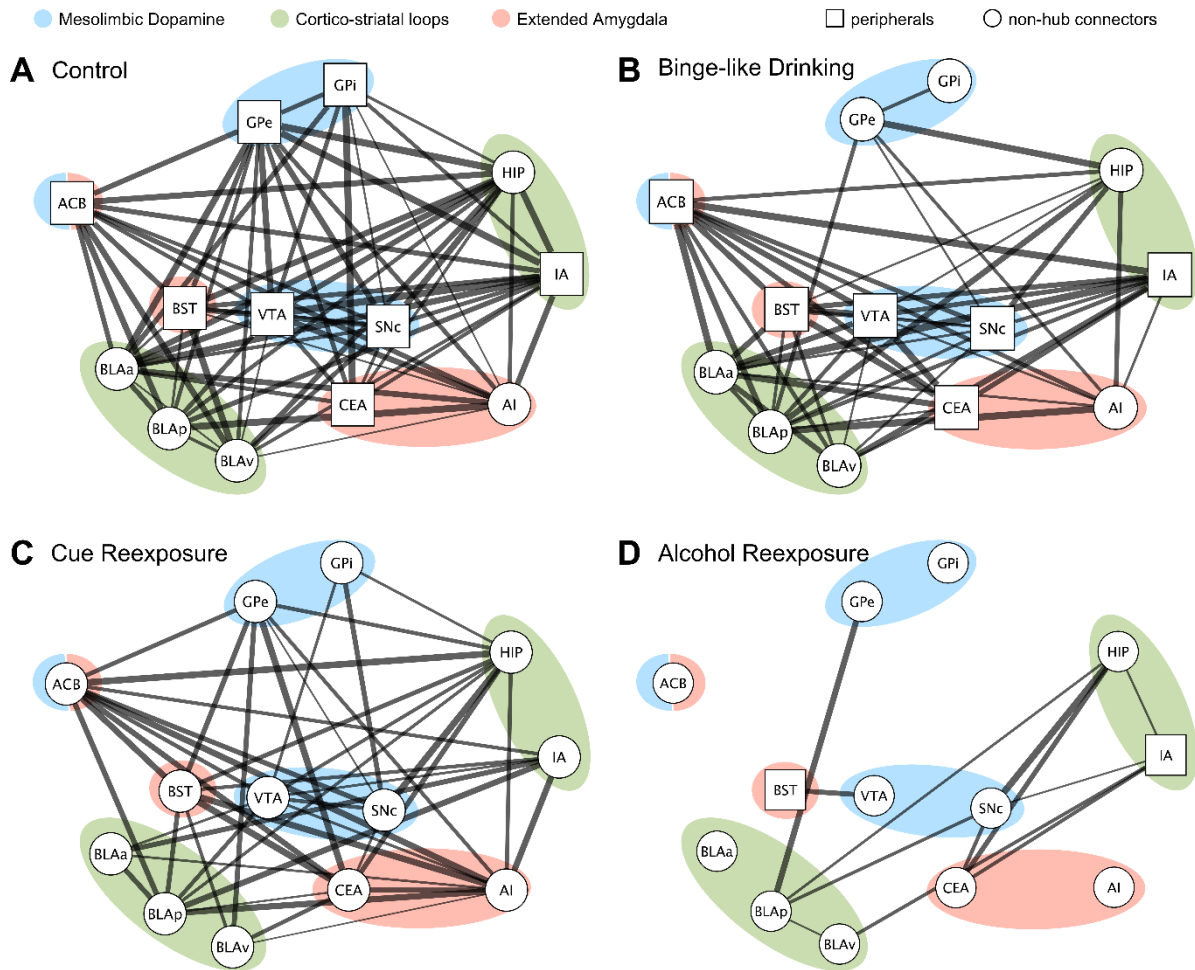 Mesolimbic Dopamine Cortico-striatal loops Extended Amygdala peripherals non-hub connectors
A Control
GPi
GPe
HIP
ACB
IA
BST
VTA
SNc
BLAa
CEA
AI
BLAp
BLAv
B Binge-like Drinking
GPi
GPe
HIP
ACB
IA
BST
VTA
SNc
BLAa
CEA
AI
BLAp
BLAv
C Cue Reexposure
GPi
GPe
HIP
ACB
IA
BST
VTA
SNc
BLAa
CEA
AI
BLAp
BLAv
D Alcohol Reexposure
GPi
GPe
HIP
ACB
IA
BST
VTA
SNc
BLAa
CEA
AI
BLAp
BLAv